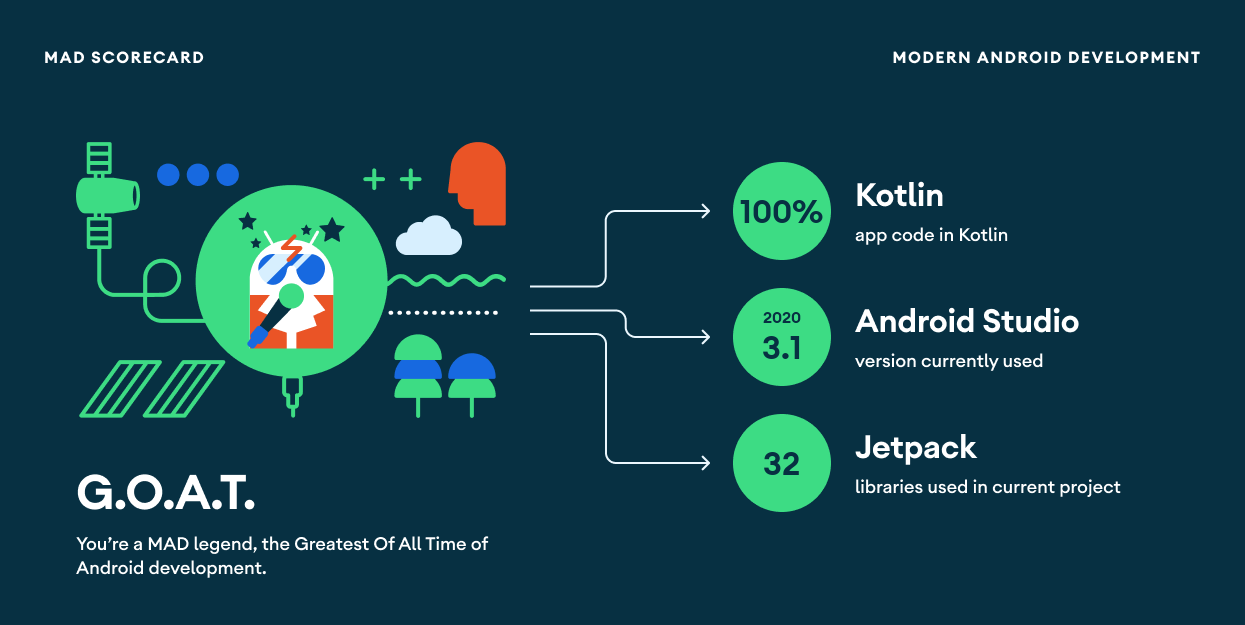 MAD SCORECARD
MODERN ANDROID DEVELOPMENT
100%
Kotlin
app code in Kotlin
2020
3.1
Android Studio
version currently used
32
Jetpack
libraries used in current project
G.O.A.T.
You’re a MAD legend, the Greatest Of All Time of
Android development.